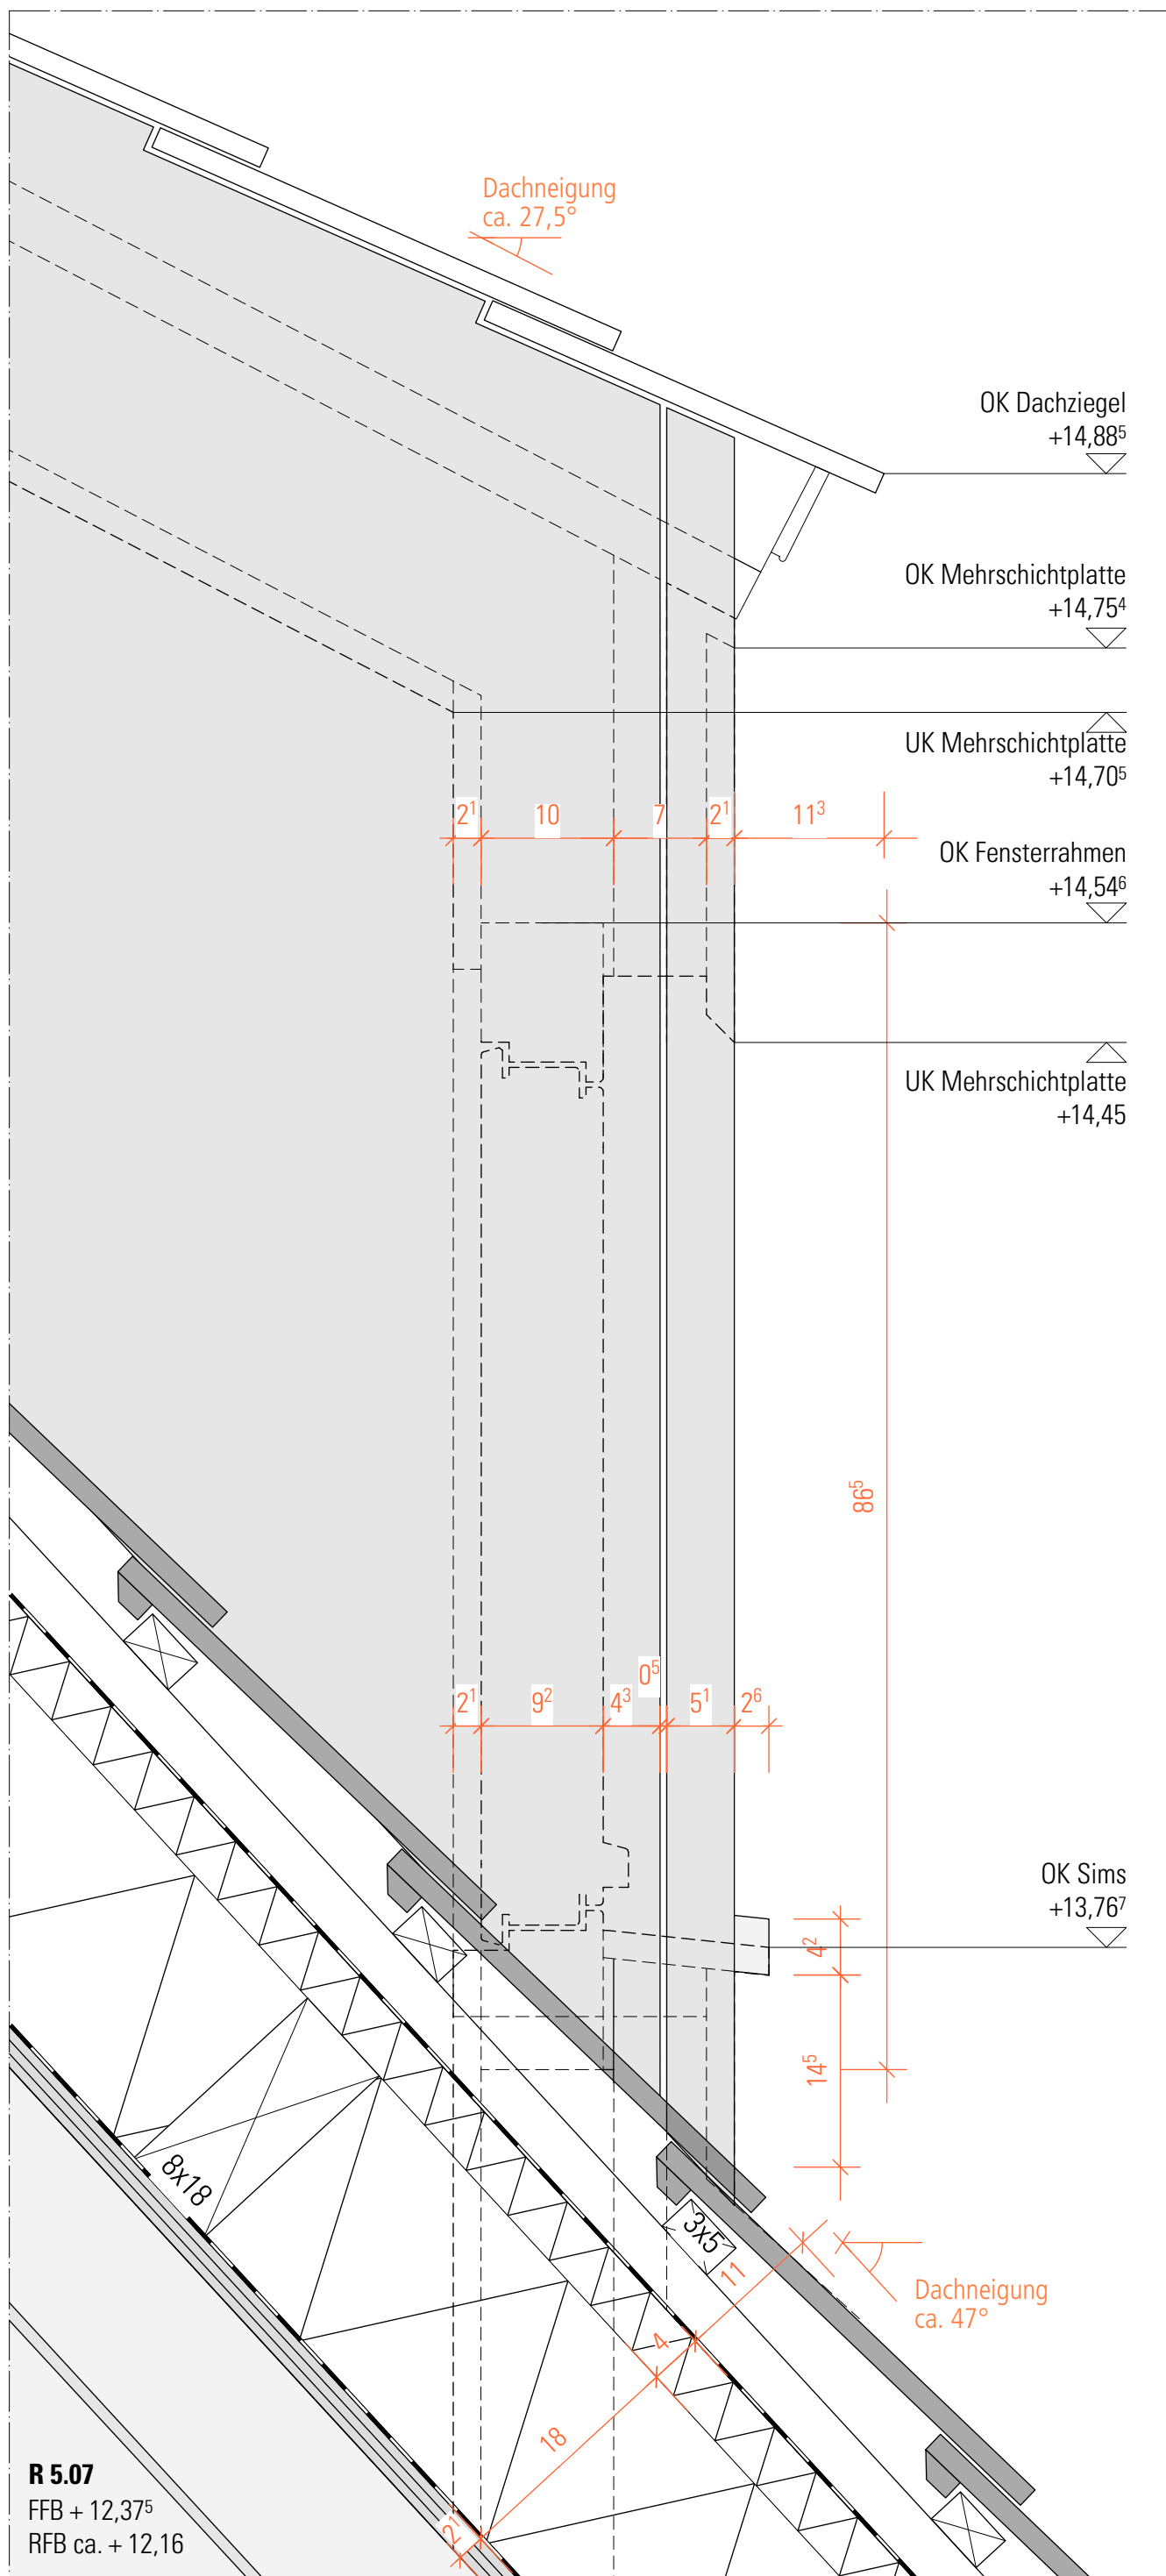 Dachneigung
ca. 27,5°
OK Dachziegel
+14,88⁵
OK Mehrschichtplatte
+14,75⁴
UK Mehrschichtplatte
+14,70⁵
2¹ 10 7 2¹ 11³
OK Fensterrahmen
+14,54⁶
UK Mehrschichtplatte
+14,45
86⁵
0⁵
2¹ 9² 4³ 5¹ 2⁶
OK Sims
+13,76⁷
4²
14⁵
8x18
3x5
11
Dachneigung
ca. 47°
4
18
2¹
R 5.07
FFB + 12,37⁵
RFB ca. + 12,16